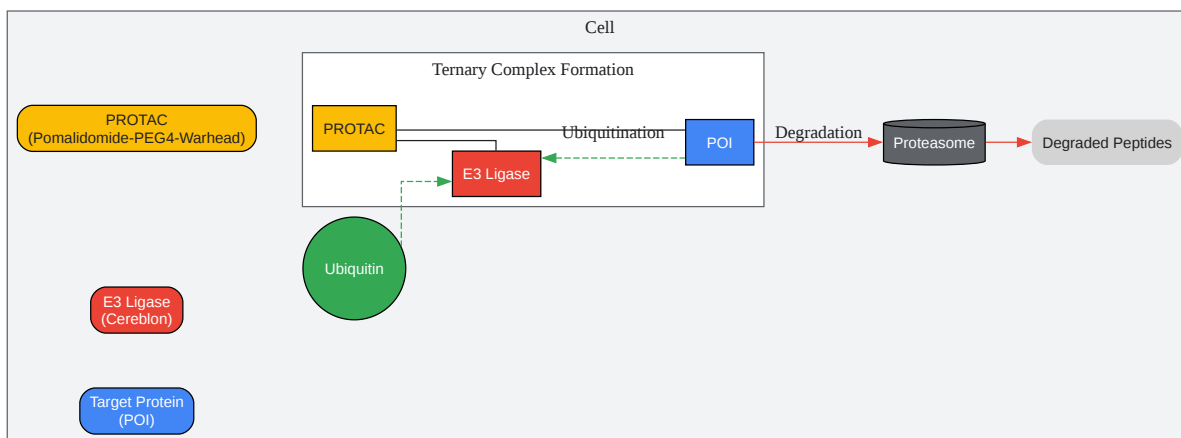 Cell
Ternary Complex Formation
PROTAC
(Pomalidomide-PEG4-Warhead)
PROTAC
Ubiquitination
POI
Degradation
Proteasome
Degraded Peptides
E3 Ligase
Ubiquitin
E3 Ligase
(Cereblon)
Target Protein
(POI)